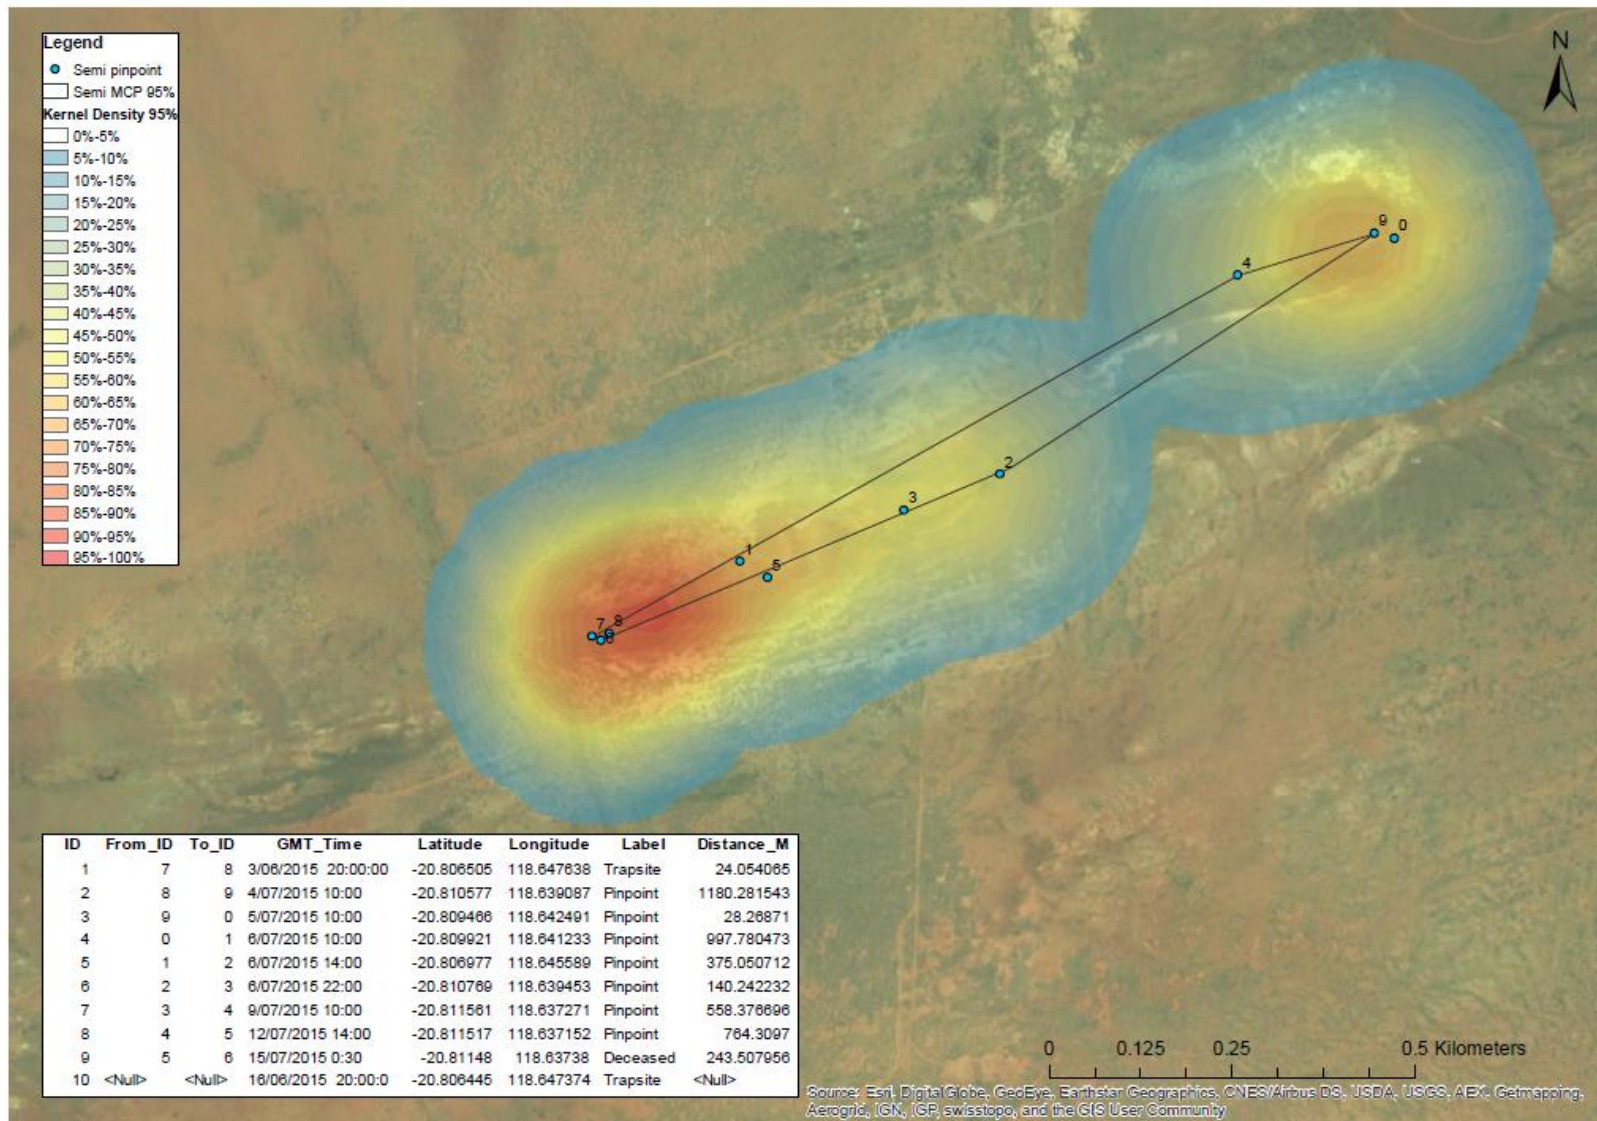 Legend
Semi pinpoint
Semi MCP 95%
Kernel Density 95%
0%-5%
5%-10%
10%-15%
15%-20%
20%-25%
25%-30%
30%-35%
35%-40%
40%-45%
45%-50%
50%-55%
55%-60%
60%-65%
65%-70%
70%-75%
75%-80%
80%-85%
85%-90%
90%-95%
95%-100%
N
9 0
4
2
3
1
5
7 8
ID From_ID To_ID GMT_Time Latitude Longitude Label Distance_M
1 7 8 3/06/2015 20:00:00 -20.806505 118.647638 Trapsite 24.054065
2 8 9 4/07/2015 10:00 -20.810577 118.639087 Pinpoint 1180.281543
3 9 0 5/07/2015 10:00 -20.809466 118.642491 Pinpoint 28.26871
4 0 1 6/07/2015 10:00 -20.809921 118.641233 Pinpoint 997.780473
5 1 2 6/07/2015 14:00 -20.806977 118.645589 Pinpoint 375.050712
6 2 3 6/07/2015 22:00 -20.810769 118.639453 Pinpoint 140.242232
7 3 4 9/07/2015 10:00 -20.811561 118.637271 Pinpoint 558.376696
8 4 5 12/07/2015 14:00 -20.811517 118.637152 Pinpoint 764.3097
9 5 6 15/07/2015 0:30 -20.81148 118.63738 Deceased 243.507956
10 <Null> <Null> 16/06/2015 20:00:0 -20.806445 118.647374 Trapsite <Null>
0 0.125 0.25 0.5 Kilometers
Source: Esri, DigitalGlobe, GeoEye, Earthstar Geographics, CNES/Airbus DS, USDA, USGS, AEX, Getmapping,
Aerogrid, IGN, IGP, swisstopo, and the GIS User Community